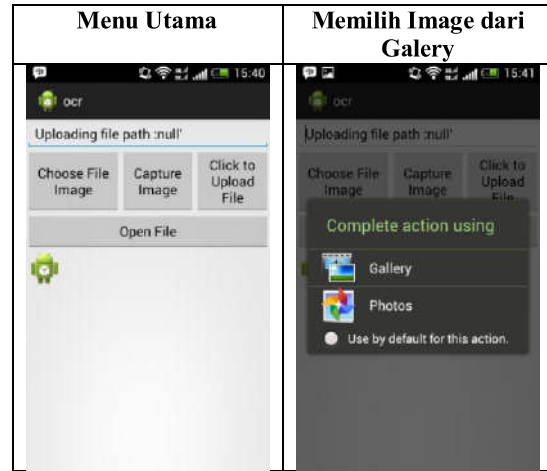 Menu Utama
Memilih Image dari
Galery
15:40
ocr
Uploading file path :null'
Choose File
Image
Capture
Image
Click to
Upload
File
Open File
15:41
ocr
Uploading file path :null'
Choose File
Image
Capture
Image
Click to
Upload
File
Complete action using
Gallery
Photos
Use by default for this action.